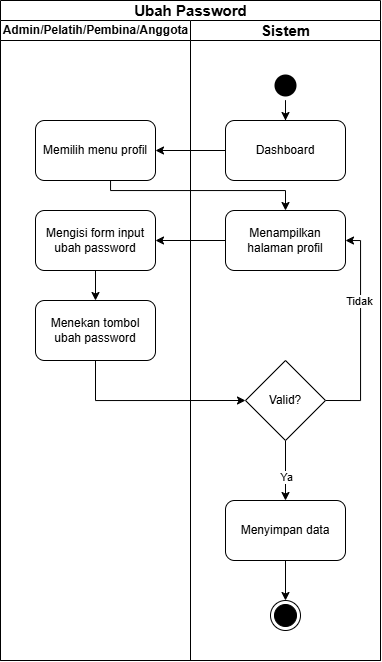 Ubah Password
Admin/Pelatih/Pembina/Anggota
Sistem
Memilih menu profil
Dashboard
Mengisi form input
ubah password
Menampilkan
halaman profil
Tidak
Menekan tombol
ubah password
Valid?
Ya
Menyimpan data